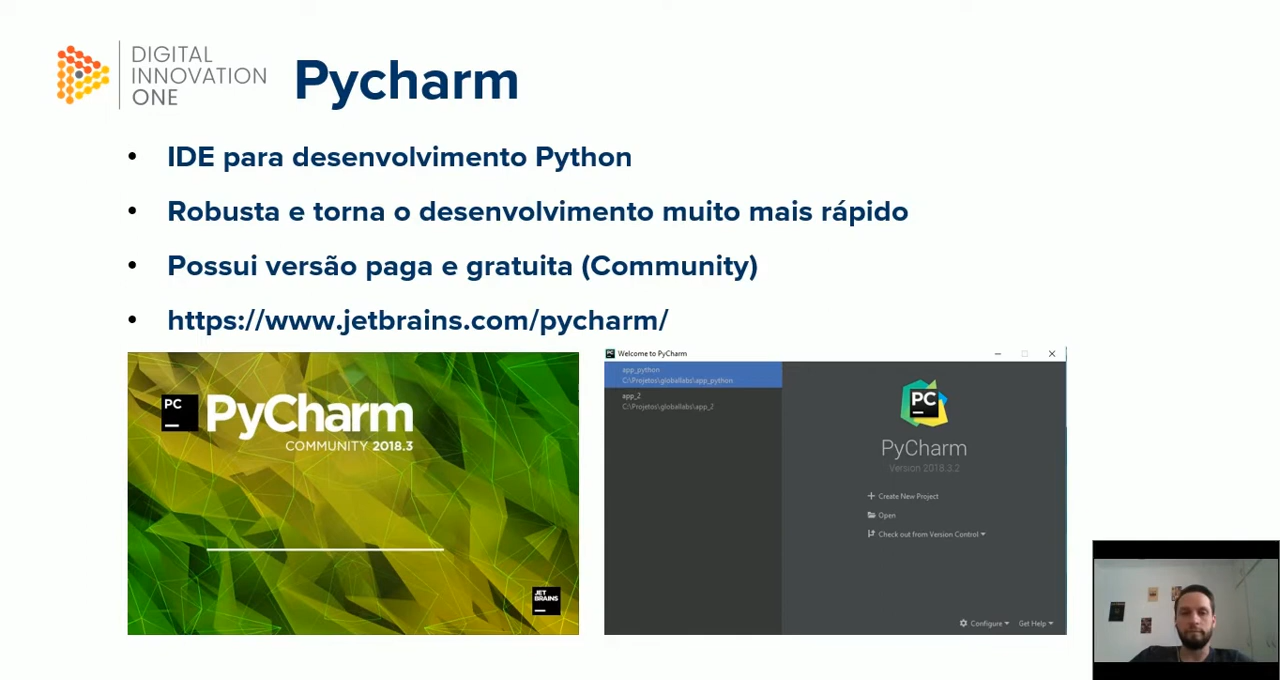 DIGITAL
INNOVATION
ONE
Pycharm
• IDE para desenvolvimento Python
• Robusta e torna o desenvolvimento muito mais rápido
• Possui versão paga e gratuita (Community)
• https://www.jetbrains.com/pycharm/
PC
PyCharm
COMMUNITY 2018.3
JET
BRAINS
PC Welcome to PyCharm
app_python
C:\Projetos\globallabs\app_python
app_2
C:\Projetos\globallabs\app_2
PC
PyCharm
Version 2018.3.2
Create New Project
Open
Check out from Version Control
Configure Get Help